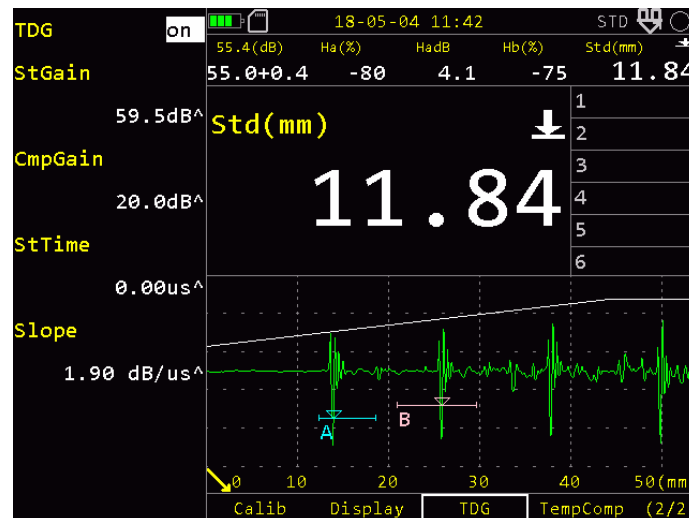 TDG on
StGain
59.5dB^
CmpGain
20.0dB^
StTime
0.00us^
Slope
1.90 dB/us^
18-05-04 11:42 STD
55.4(dB) Ha(%) HadB Hb(%) Std(mm)
55.0+0.4 -80 4.1 -75 11.84
Std(mm)
11.84
1
2
3
4
5
6
A
B
0 10 20 30 40 50(mm
Calib Display TDG TempComp (2/2